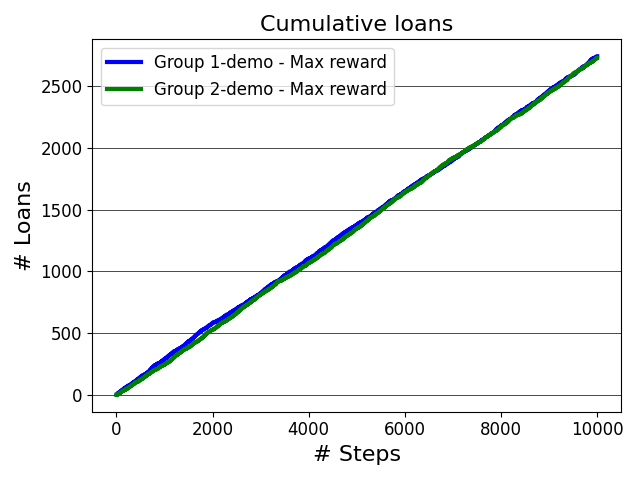 Cumulative loans
Group 1-demo - Max reward
Group 2-demo - Max reward
# Loans
2500
2000
1500
1000
500
0
0 2000 4000 6000 8000 10000
# Steps